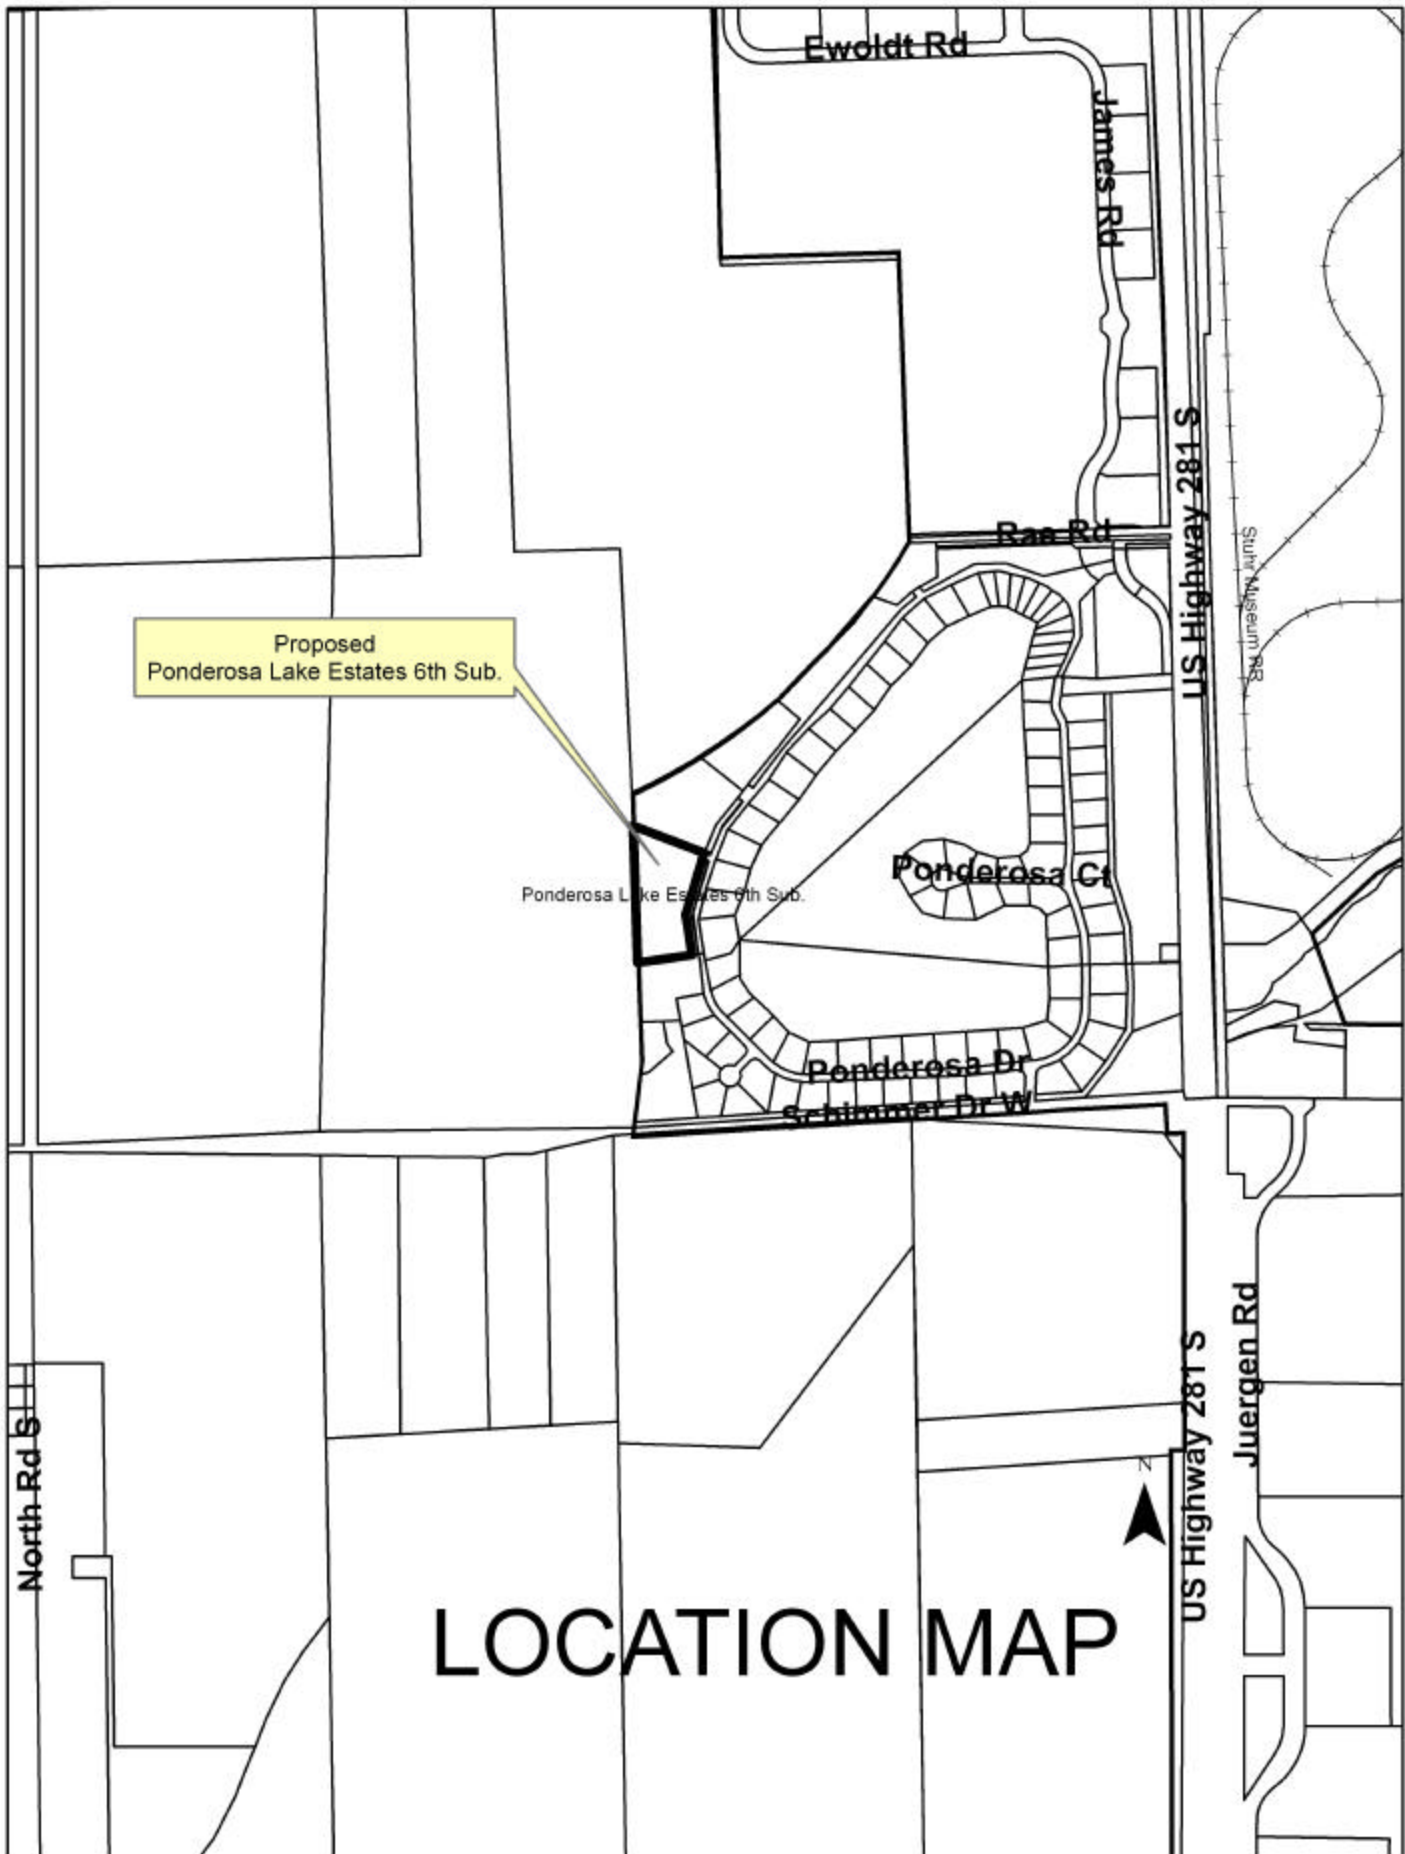 Ewoldt Rd
James Rd
US Highway 281 S
Rae Rd
Stuhr Museum RR
Proposed
Ponderosa Lake Estates 6th Sub.
Ponderosa Ct
Ponderosa Lake Estates 6th Sub.
Ponderosa Dr
Schimmer Dr W
Juergen Rd
US Highway 281 S
North Rd S
N
LOCATION MAP